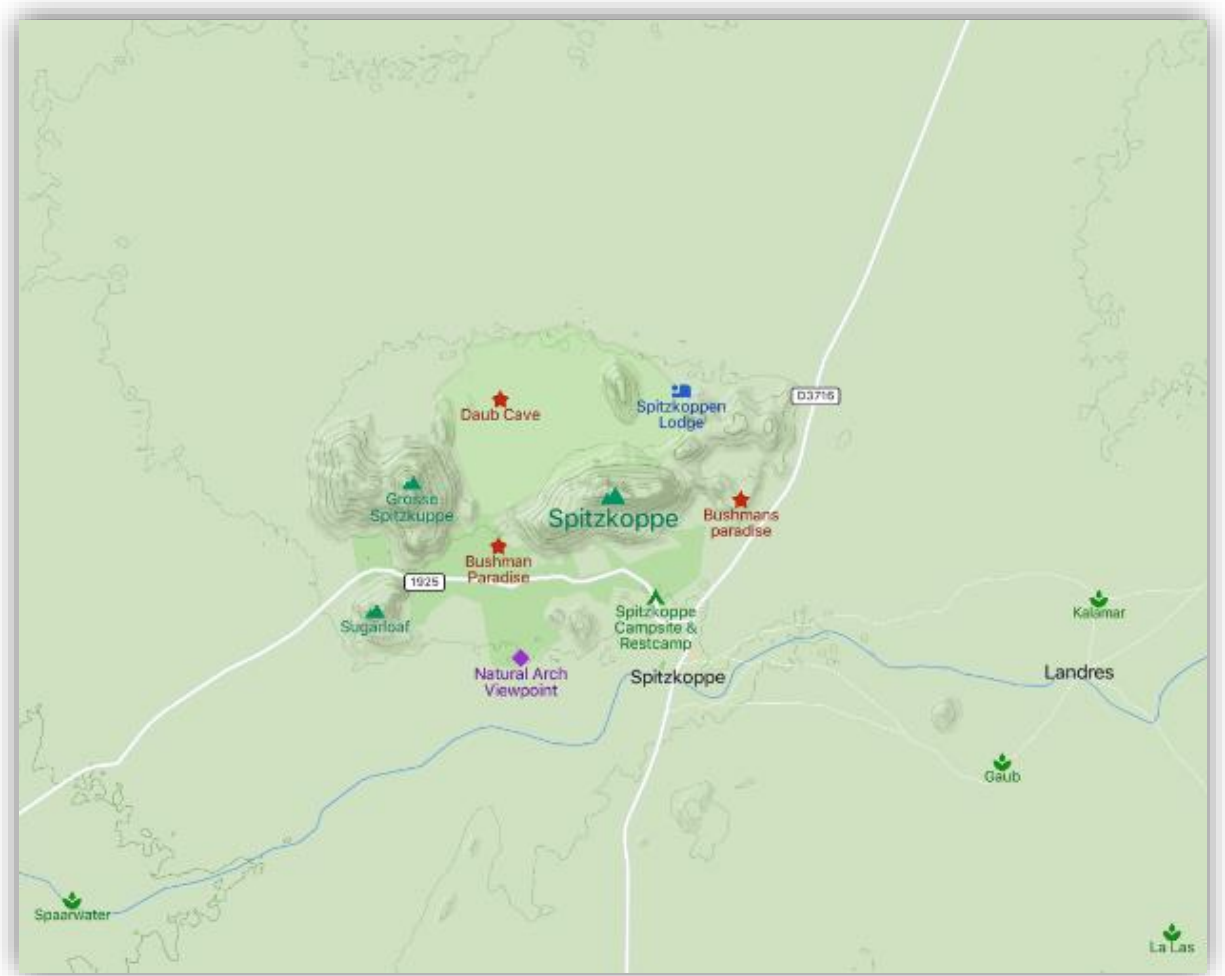 D3716
Spitzkoppen
Lodge
Daub Cave
Grosse
Spitzkuppe
Spitzkoppe
Bushmans
paradise
Bushman
Paradise
1925
Sugarloaf
Spitzkoppe
Campsite &
Restcamp
Kalamar
Natural Arch
Viewpoint
Spitzkoppe
Landres
Gaub
Spaarwater
La Las